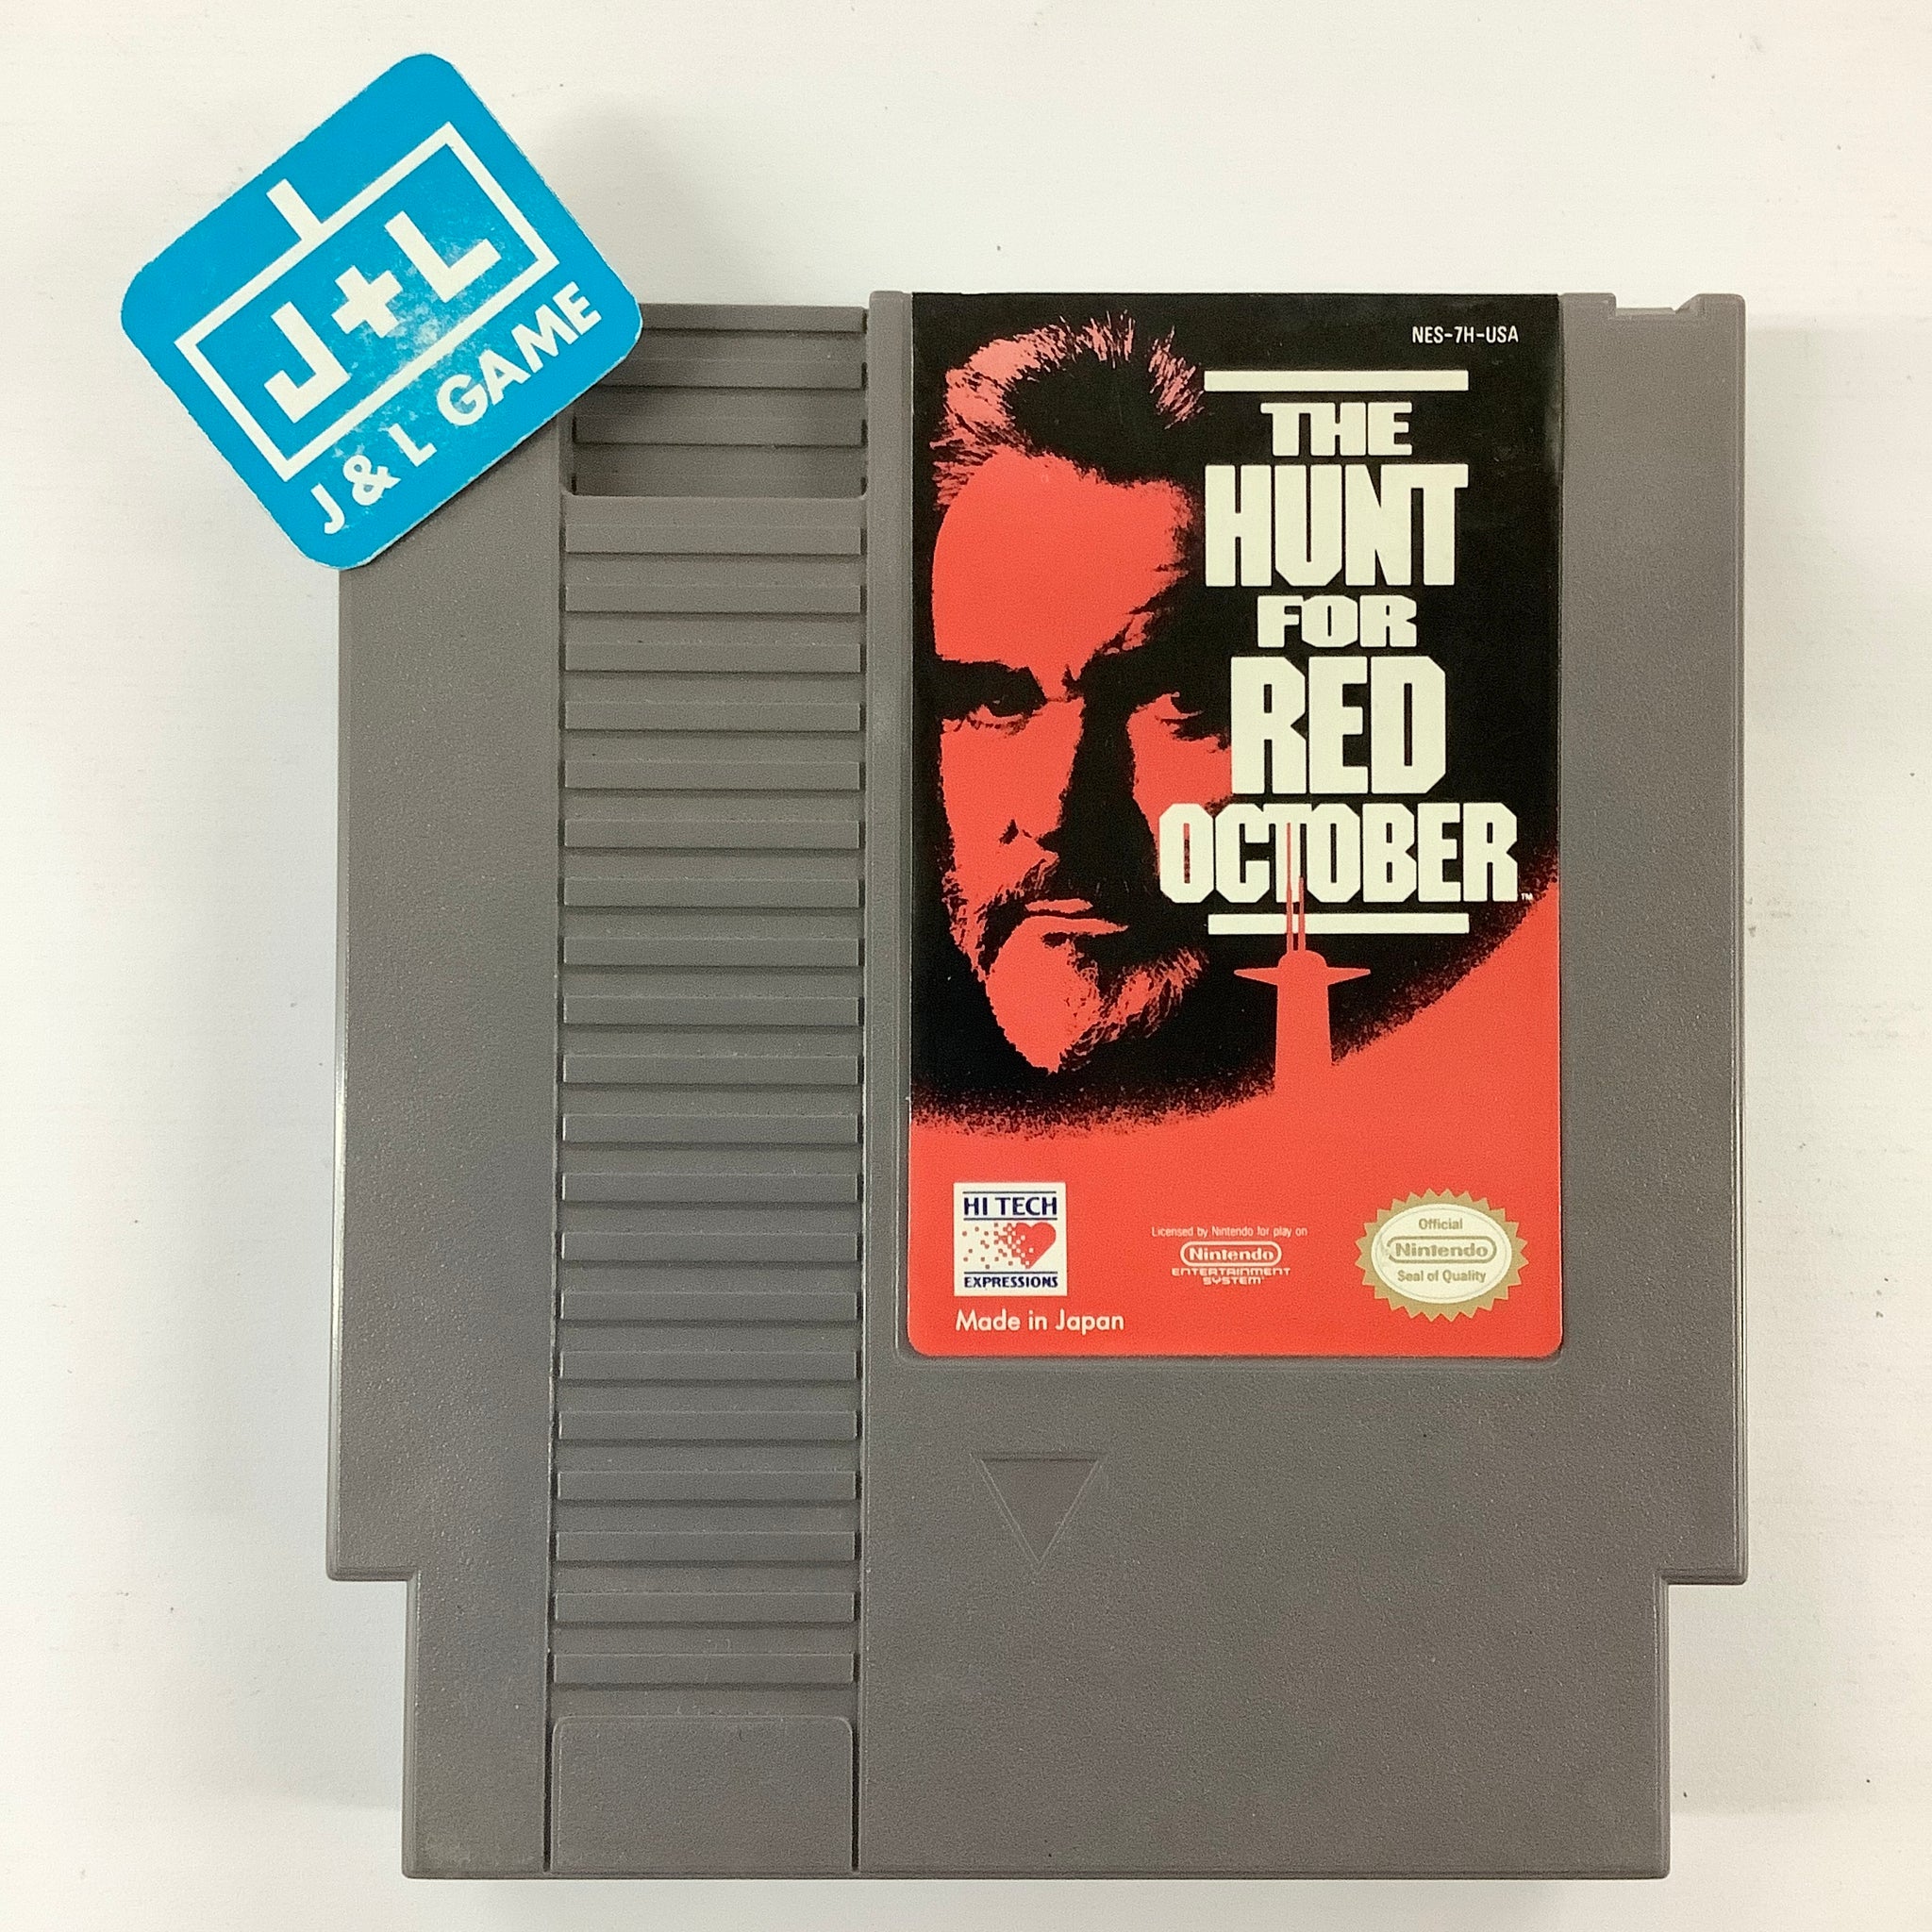 J+L
J & L GAME
NES-7H-USA
THE
HUNT
FOR
RED
OCTOBER™
HI TECH
EXPRESSIONS
Made in Japan
Licensed by Nintendo for play on
Nintendo
ENTERTAINMENT
SYSTEM
Official
Nintendo
Seal of Quality